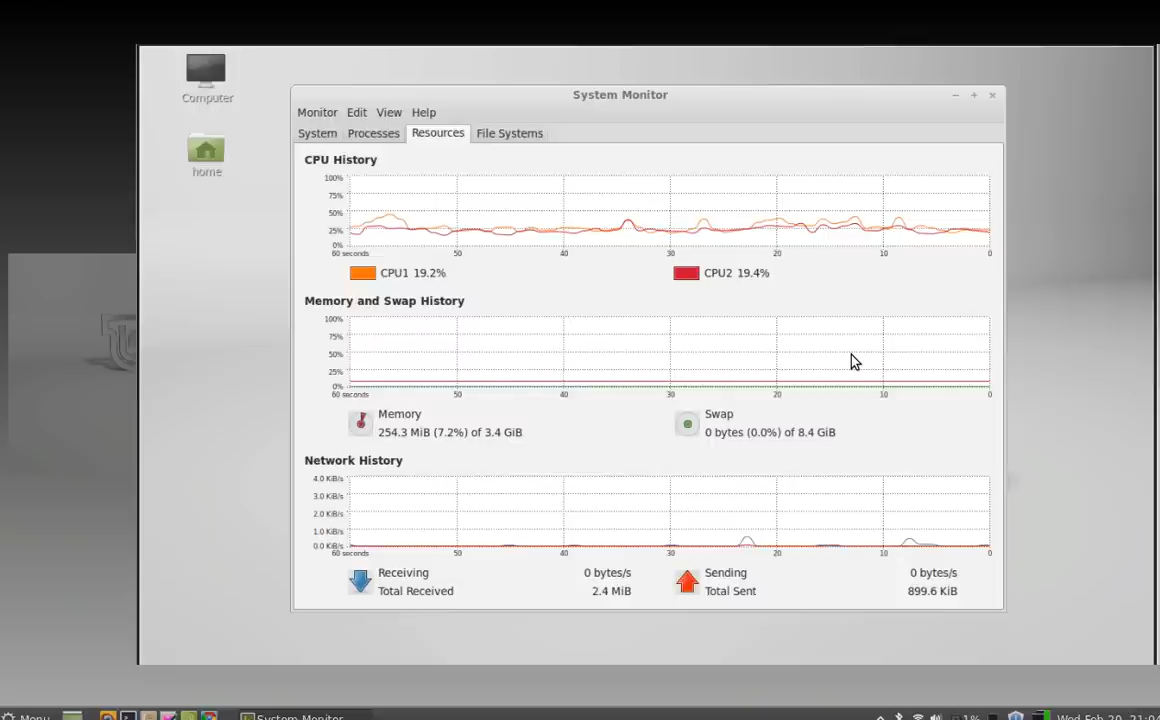 Computer
home
System Monitor
Monitor Edit View Help
System Processes Resources File Systems
CPU History
100%
75%
50%
25%
0%
60 seconds 50 40 30 20 10 0
CPU1 19.2% CPU2 19.4%
Memory and Swap History
100%
75%
50%
25%
0%
60 seconds 50 40 30 20 10 0
Memory Swap
254.3 MiB (7.2%) of 3.4 GiB 0 bytes (0.0%) of 8.4 GiB
Network History
4.0 KiB/s
3.0 KiB/s
2.0 KiB/s
1.0 KiB/s
0.0 KiB/s
60 seconds 50 40 30 20 10 0
Receiving 0 bytes/s Sending 0 bytes/s
Total Received 2.4 MiB Total Sent 899.6 KiB
Menu System Monitor 1% Wed Feb 20, 21:04